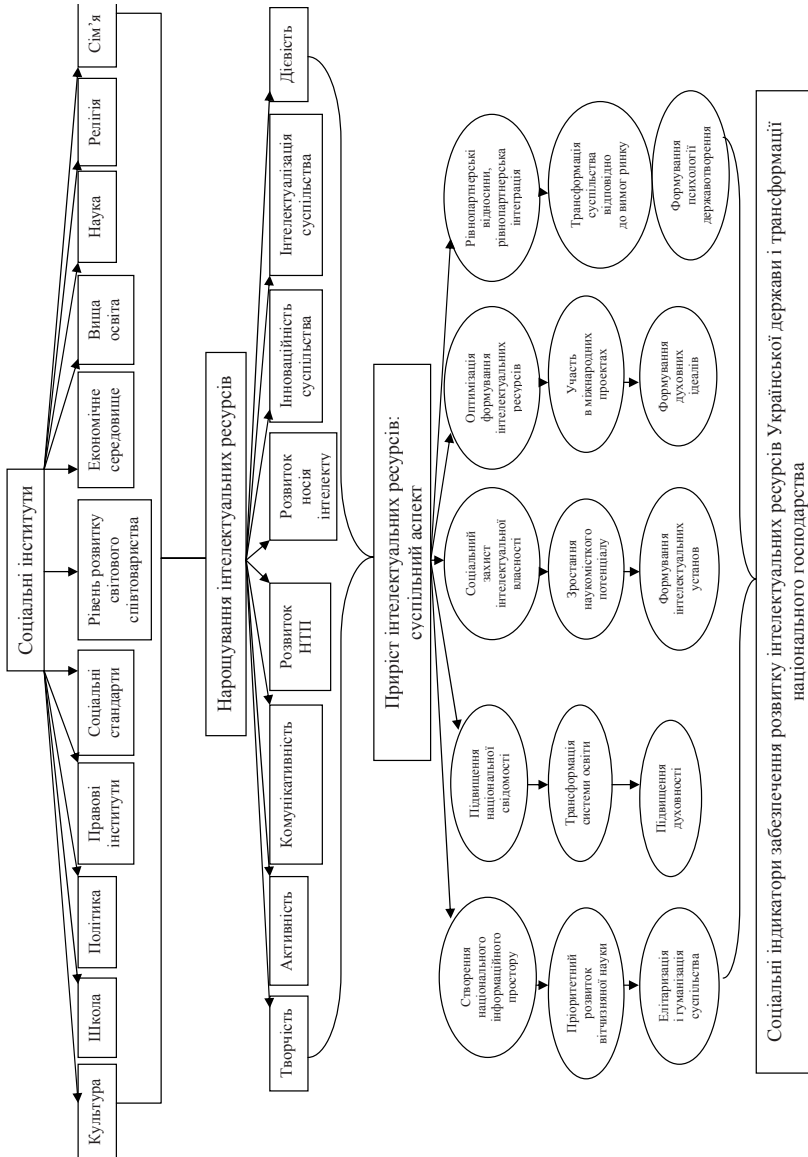 Соціальні інститути
Культура
Школа
Політика
Правові
інститути
Соціальні
стандарти
Рівень розвитку
світового
співтовариства
Економічне
середовище
Вища
освіта
Наука
Релігія
Сім’я
Нарощування інтелектуальних ресурсів
Творчість
Активність
Комунікативність
Розвиток
НТП
Розвиток
носія
інтелекту
Інноваційність
суспільства
Інтелектуалізація
суспільства
Дієвість
Приріст інтелектуальних ресурсів:
суспільний аспект
Створення
національного
інформаційного
простору
Підвищення
національної
свідомості
Соціальний
захист
інтелектуальної
власності
Оптимізація
формування
інтелектуальних
ресурсів
Рівнопартнерські
відносини,
рівнопартнерська
інтеграція
Пріоритетний
розвиток
вітчизняної науки
Трансформація
системи освіти
Зростання
наукомісткого
потенціалу
Участь
в міжнародних
проектах
Трансформація
суспільства
відповідно
до вимог ринку
Елітаризація
і гуманізація
суспільства
Підвищення
духовності
Формування
інтелектуальних
установ
Формування
духовних
ідеалів
Формування
психології
державотворення
Соціальні індикатори забезпечення розвитку інтелектуальних ресурсів Української держави і трансформації
національного господарства